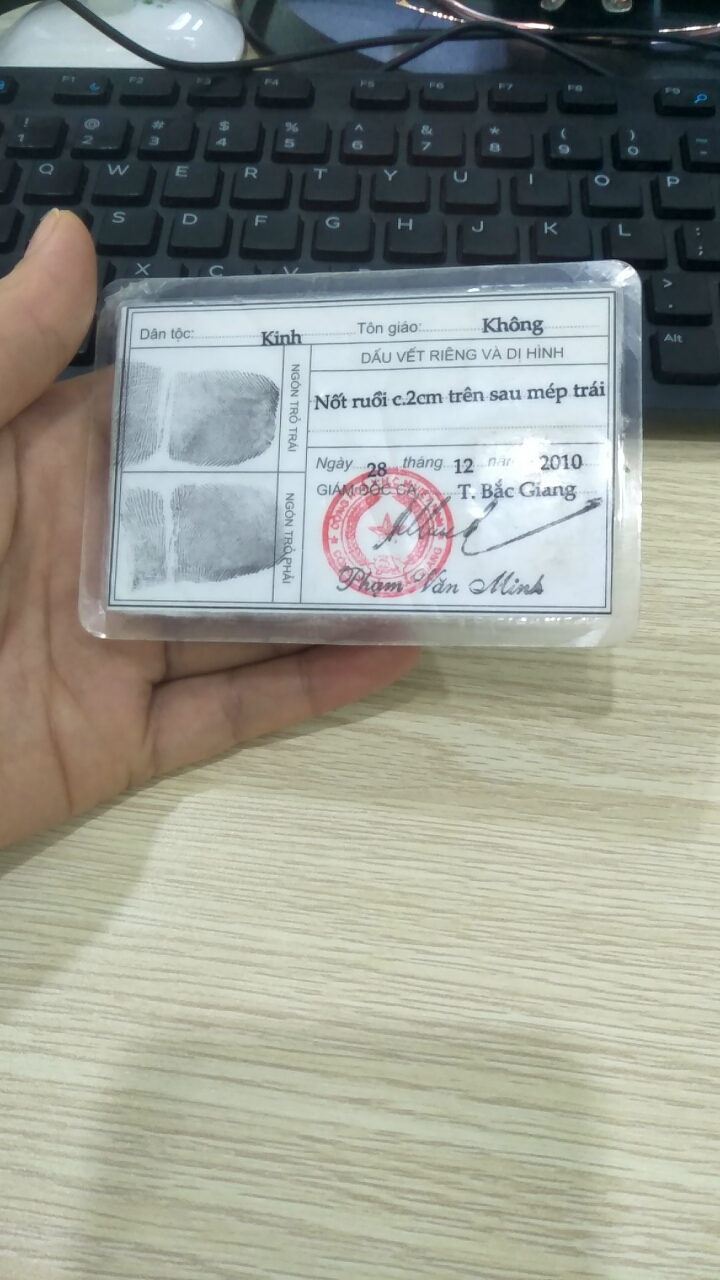 F1 F2 F3 F4 F5 F6 F7 F8 F9
! @ # $ % ^ & * ( )
1 2 3 4 5 6 7 8 9 0
Q W E R T Y U I O P
S D F G H J K L : ;
X C V > .
Alt
Dân tộc: Kinh Tôn giáo: Không
DẤU VẾT RIÊNG VÀ DỊ HÌNH
NGÓN TRỎ TRÁI
Nốt ruồi c.2cm trên sau mép trái
Ngày 28 tháng 12 năm 2010
GIÁM ĐỐC CA T. Bắc Giang
NGÓN TRỎ PHẢI
Phạm Văn Minh